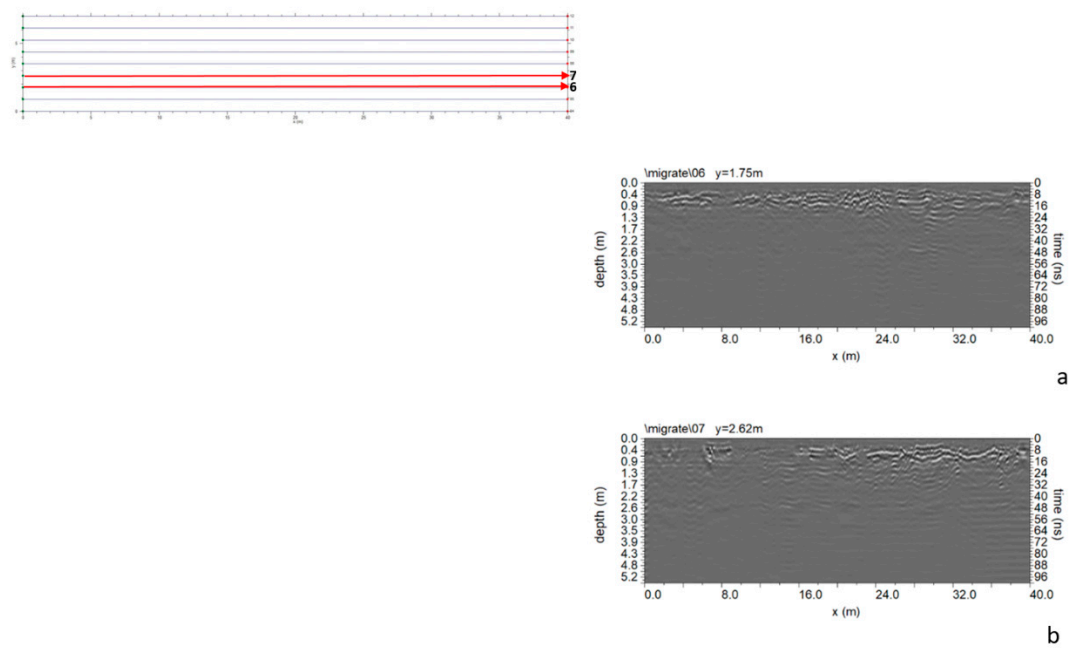 7
6
\migrate\06 y=1.75m
0.0 0
0.4 8
0.9 16
1.3 24
1.7 32
2.2 40
2.6 48
3.0 56
3.5 64
3.9 72
4.3 80
4.8 88
5.2 96
depth (m)
time (ns)
0.0 8.0 16.0 24.0 32.0 40.0
x (m)
a
\migrate\07 y=2.62m
0.0 0
0.4 8
0.9 16
1.3 24
1.7 32
2.2 40
2.6 48
3.0 56
3.5 64
3.9 72
4.3 80
4.8 88
5.2 96
depth (m)
time (ns)
0.0 8.0 16.0 24.0 32.0 40.0
x (m)
b